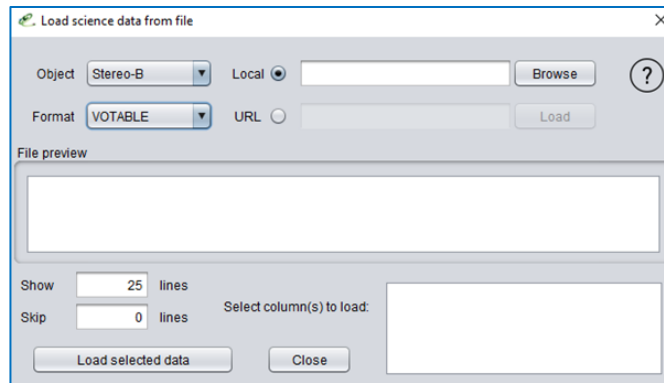 Load science data from file
Object Stereo-B Local Browse ?
Format VOTABLE URL Load
File preview
Show 25 lines
Select column(s) to load:
Skip 0 lines
Load selected data Close